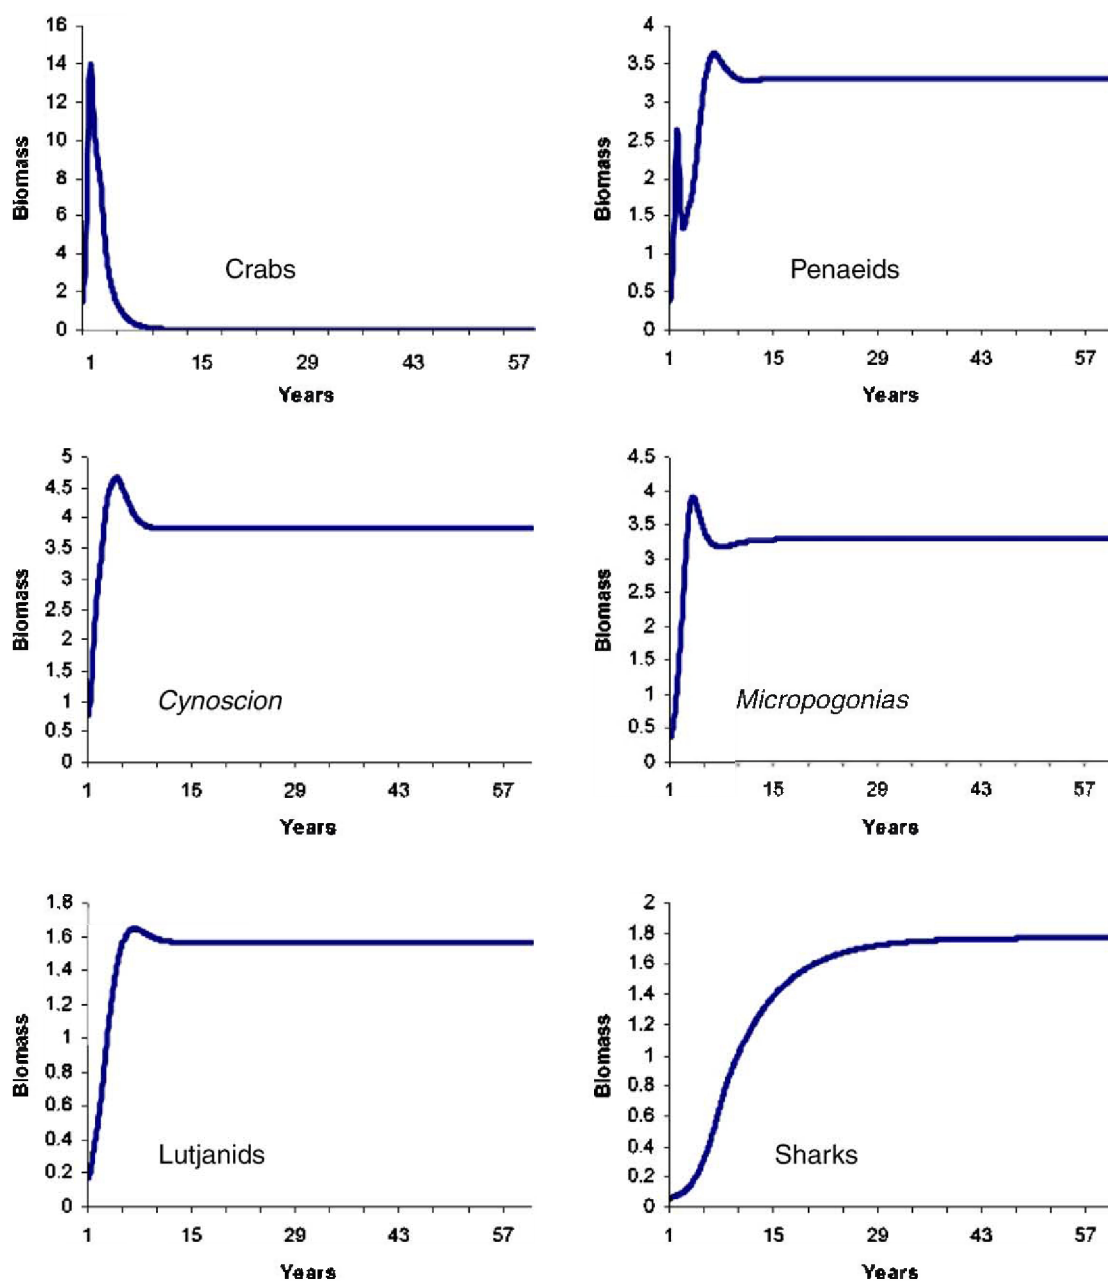 16
14
12
10
8
6
4
2
0
Biomass
Crabs
1 15 29 43 57
Years
4
3.5
3
2.5
2
1.5
1
0.5
0
Biomass
Penaeids
1 15 29 43 57
Years
5
4.5
4
3.5
3
2.5
2
1.5
1
0.5
0
Biomass
Cynoscion
1 15 29 43 57
Years
4.5
4
3.5
3
2.5
2
1.5
1
0.5
0
Biomass
Micropogonias
1 15 29 43 57
Years
1.8
1.6
1.4
1.2
1
0.8
0.6
0.4
0.2
0
Biomass
Lutjanids
1 15 29 43 57
Years
2
1.8
1.6
1.4
1.2
1
0.8
0.6
0.4
0.2
0
Biomass
Sharks
1 15 29 43 57
Years